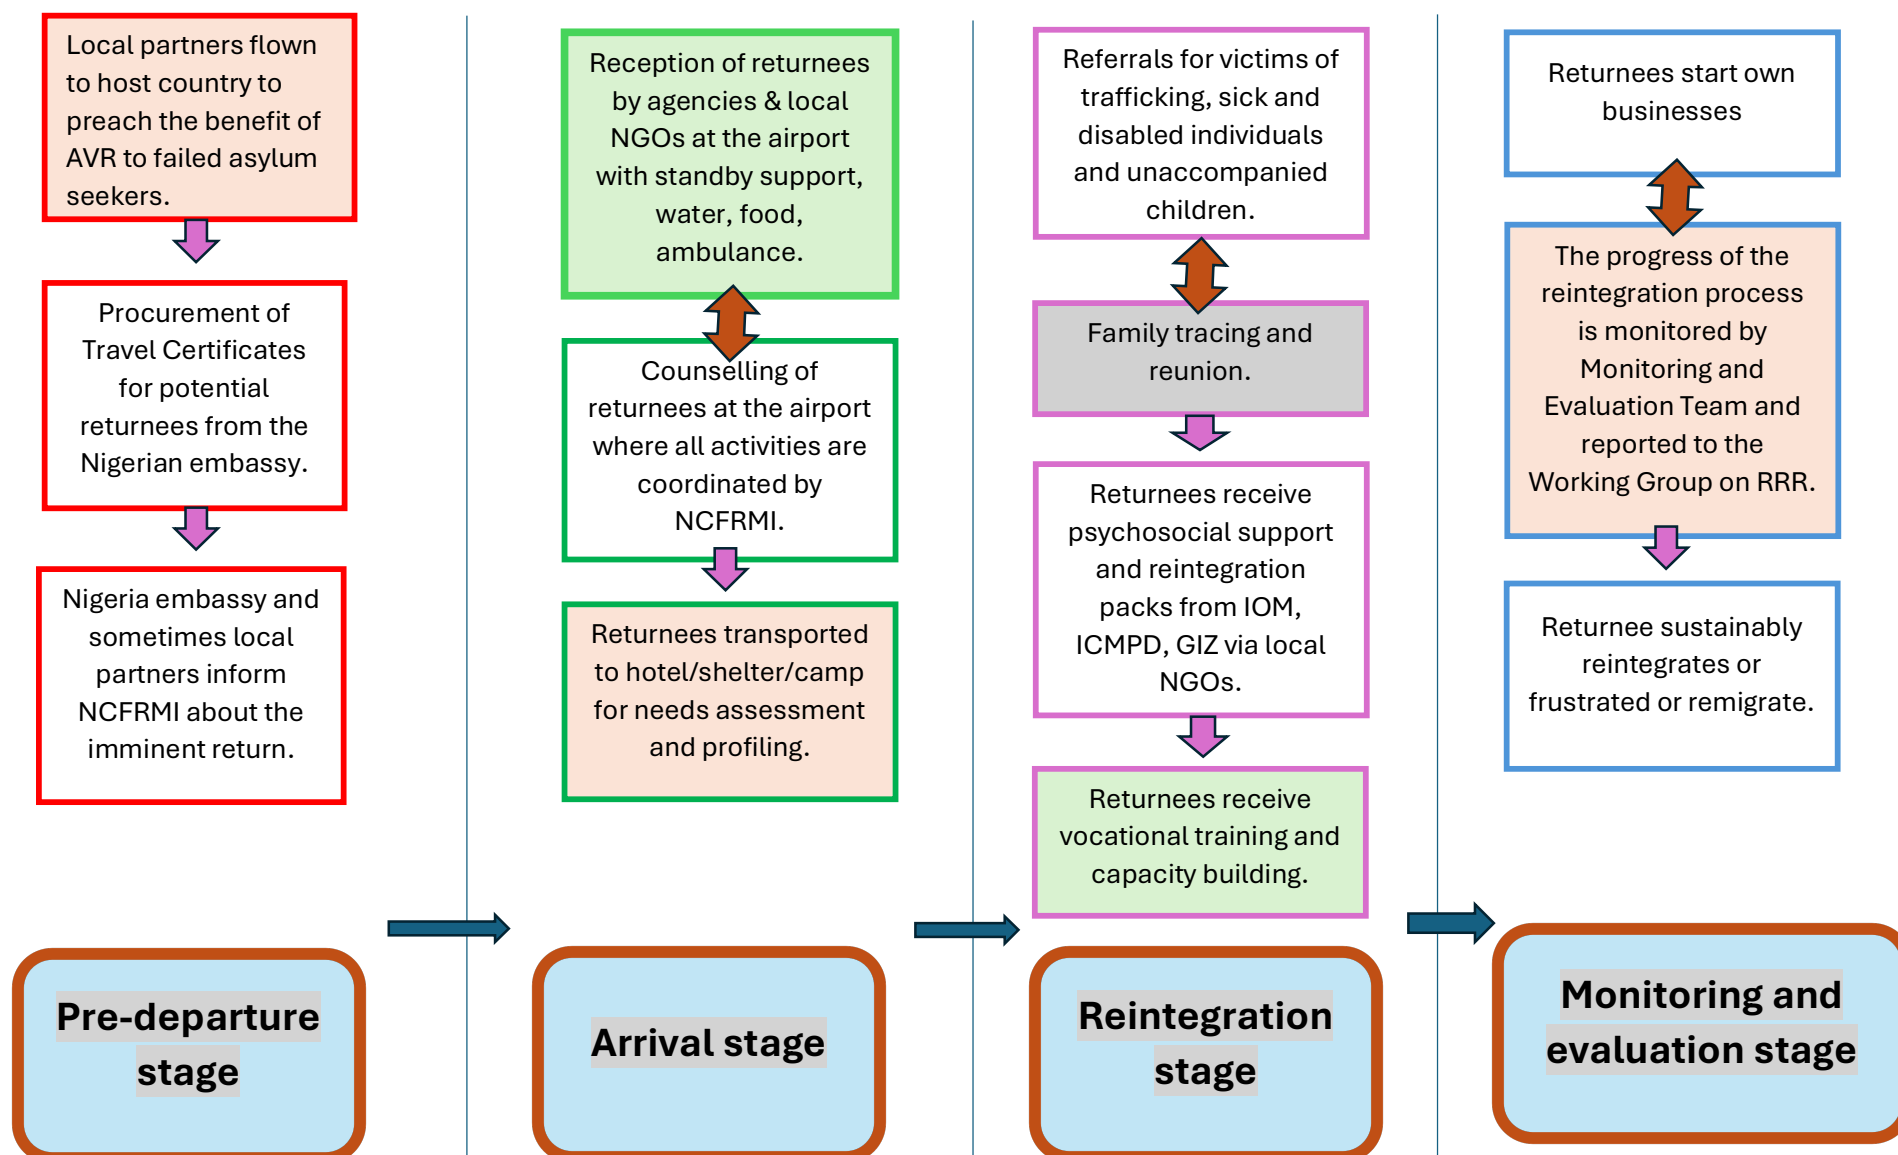 Local partners flown
to host country to
preach the benefit of
AVR to failed asylum
seekers.
Procurement of
Travel Certificates
for potential
returnees from the
Nigerian embassy.
Nigeria embassy and
sometimes local
partners inform
NCFRMI about the
imminent return.
Pre-departure
stage
Reception of returnees
by agencies & local
NGOs at the airport
with standby support,
water, food,
ambulance.
Counselling of
returnees at the airport
where all activities are
coordinated by
NCFRMI.
Returnees transported
to hotel/shelter/camp
for needs assessment
and profiling.
Arrival stage
Referrals for victims of
trafficking, sick and
disabled individuals
and unaccompanied
children.
Family tracing and
reunion.
Returnees receive
psychosocial support
and reintegration
packs from IOM,
ICMPD, GIZ via local
NGOs.
Returnees receive
vocational training and
capacity building.
Reintegration
stage
Returnees start own
businesses
The progress of the
reintegration process
is monitored by
Monitoring and
Evaluation Team and
reported to the
Working Group on RRR.
Returnee sustainably
reintegrates or
frustrated or remigrate.
Monitoring and
evaluation stage